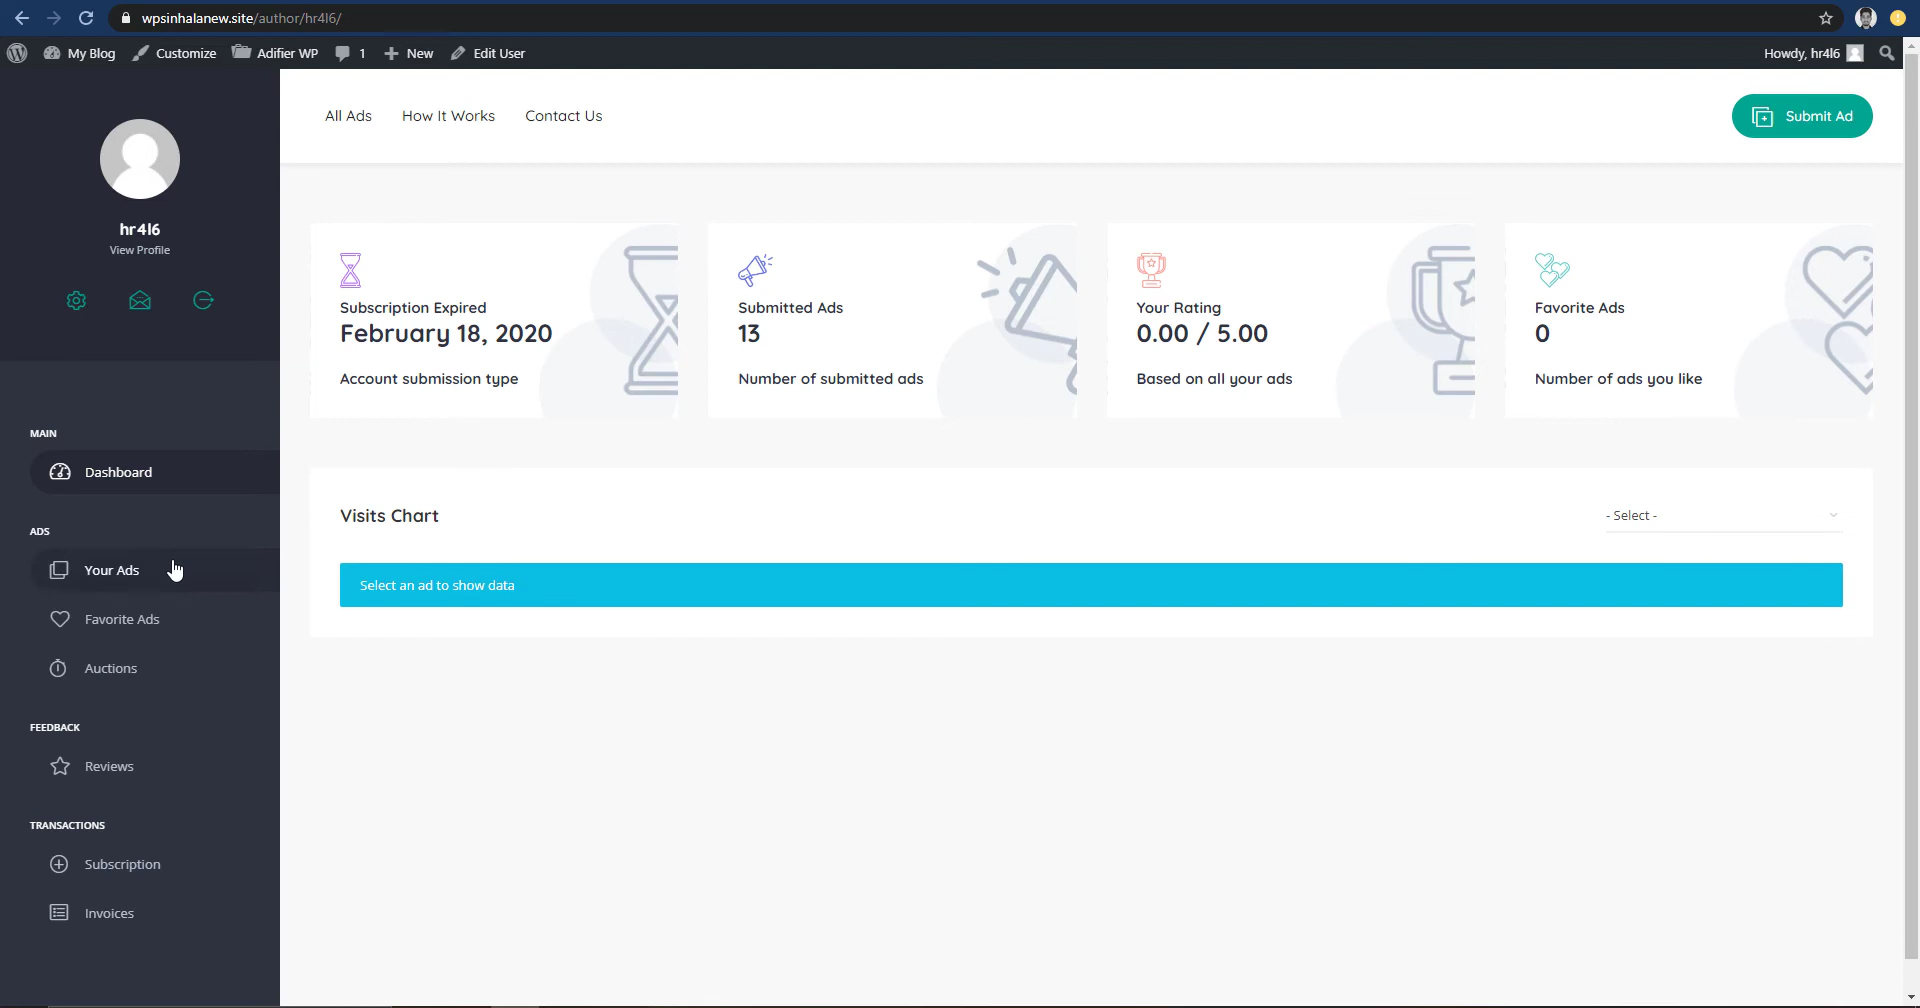 wpsinhalanew.site/author/hr4l6/
My Blog Customize Adifier WP 1 New Edit User Howdy, hr4l6
hr4l6
View Profile
MAIN
Dashboard
ADS
Your Ads
Favorite Ads
Auctions
FEEDBACK
Reviews
TRANSACTIONS
Subscription
Invoices
All Ads How It Works Contact Us Submit Ad
Subscription Expired
February 18, 2020
Account submission type
Submitted Ads
13
Number of submitted ads
Your Rating
0.00 / 5.00
Based on all your ads
Favorite Ads
0
Number of ads you like
Visits Chart
- Select -
Select an ad to show data